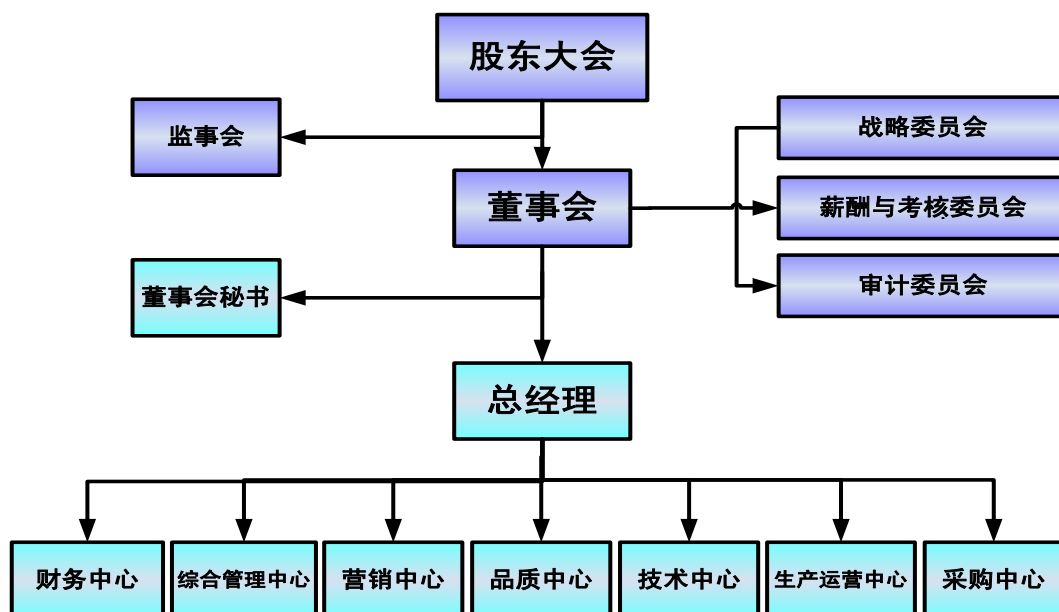 股东大会
监事会
战略委员会
董事会
薪酬与考核委员会
董事会秘书
审计委员会
总经理
财务中心
综合管理中心
营销中心
品质中心
技术中心
生产运营中心
采购中心